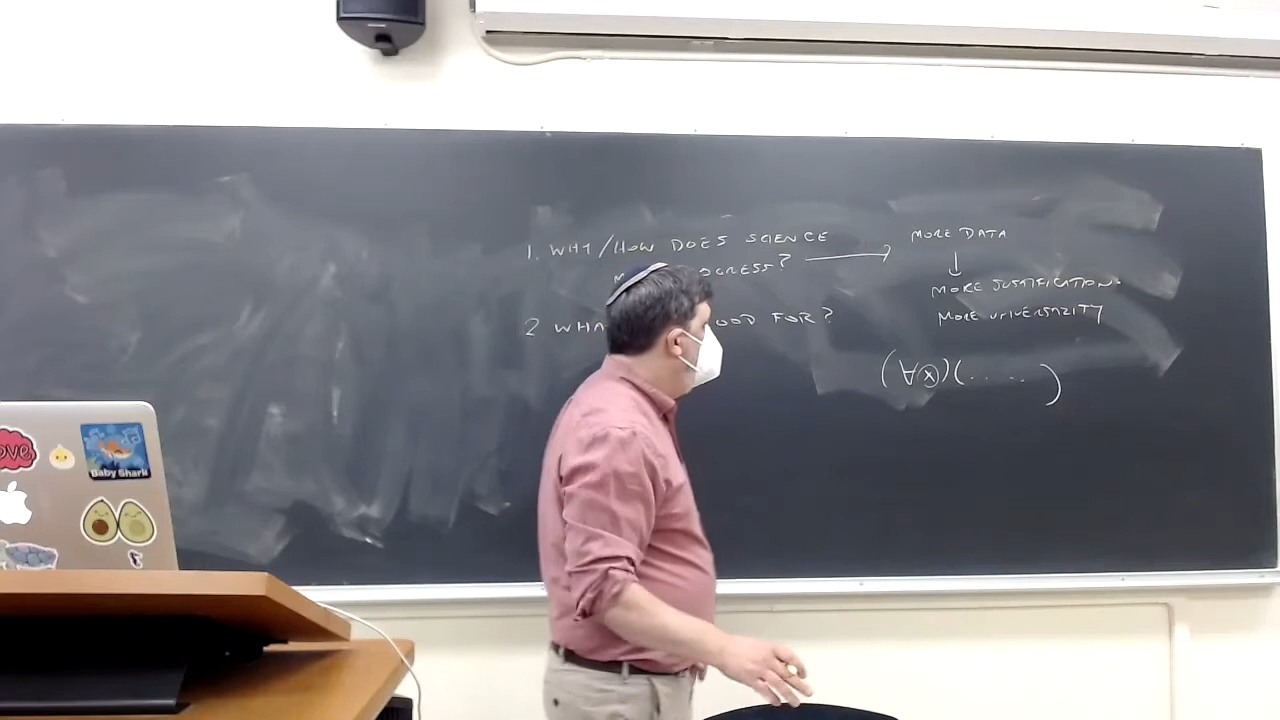 1. WHY/HOW DOES SCIENCE
PROGRESS?
2 WHA OOD FOR?
MORE DATA
↓
MORE JUSTIFICATION
MORE UNIVERSALITY
(∀x)(.....)
ove
Baby Shark